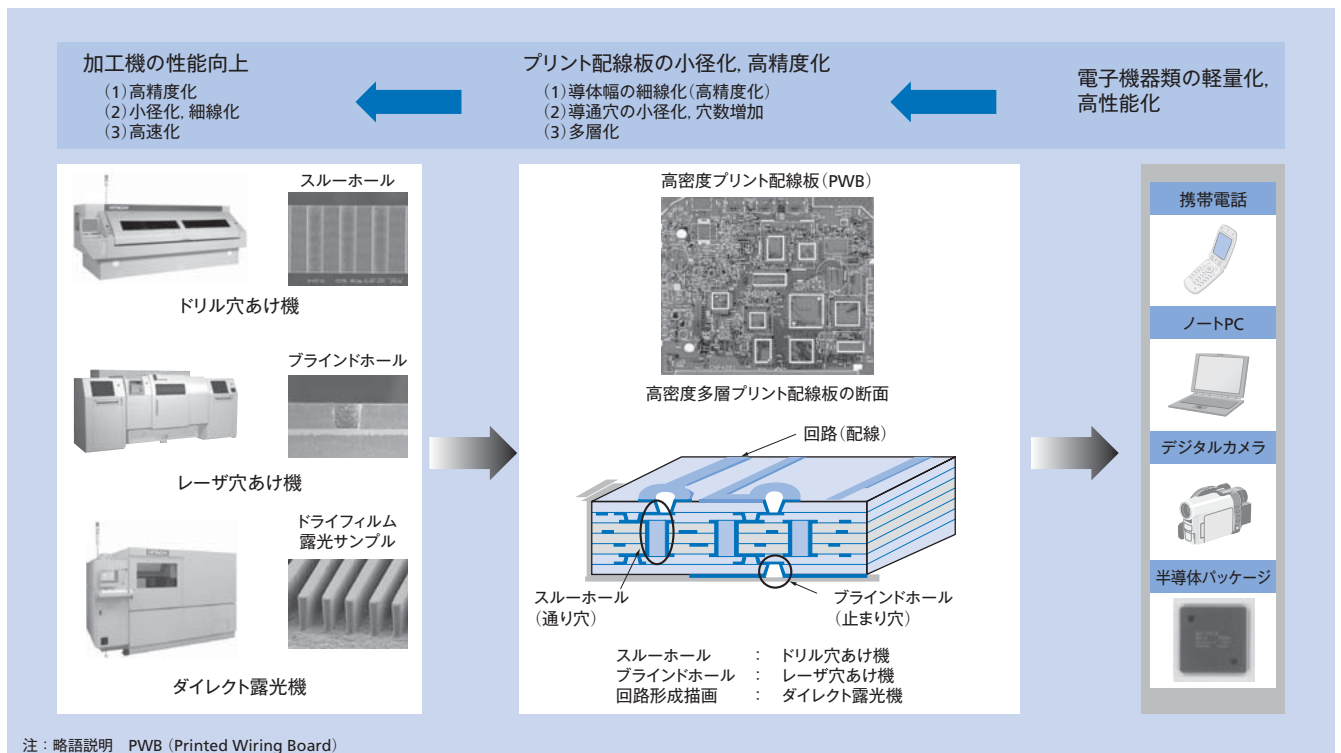 加工機の性能向上
(1)高精度化
(2)小径化, 細線化
(3)高速化
プリント配線板の小径化, 高精度化
(1)導体幅の細線化(高精度化)
(2)導通穴の小径化, 穴数増加
(3)多層化
電子機器類の軽量化,
高性能化
スルーホール
HITACHI
ドリル穴あけ機
ブラインドホール
レーザ穴あけ機
ドライフィルム
露光サンプル
HITACHI
ダイレクト露光機
高密度プリント配線板(PWB)
高密度多層プリント配線板の断面
回路(配線)
スルーホール
(通り穴)
ブラインドホール
(止まり穴)
スルーホール : ドリル穴あけ機
ブラインドホール : レーザ穴あけ機
回路形成描画 : ダイレクト露光機
携帯電話
ノートPC
デジタルカメラ
半導体パッケージ
注：略語説明 PWB(Printed Wiring Board)